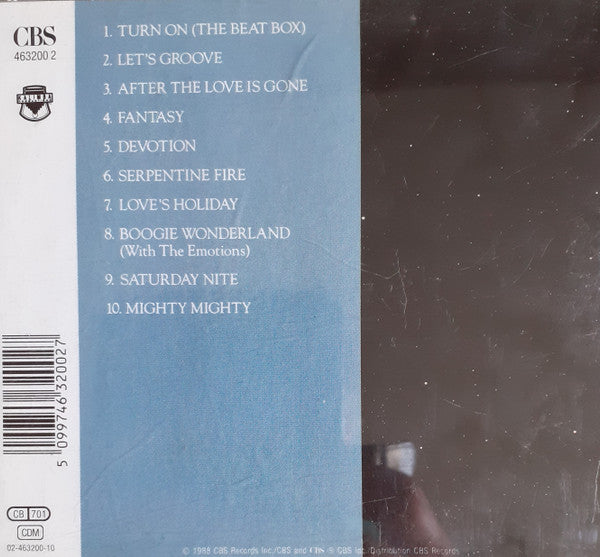 CBS
463200 2
1. TURN ON (THE BEAT BOX)
2. LET'S GROOVE
3. AFTER THE LOVE IS GONE
4. FANTASY
5. DEVOTION
6. SERPENTINE FIRE
7. LOVE'S HOLIDAY
8. BOOGIE WONDERLAND
(With The Emotions)
9. SATURDAY NITE
10. MIGHTY MIGHTY
5 099746 320027
CB 701
CDM
02-463200-10
© 1988 CBS Records Inc./CBS and CBS ® CBS Inc./Distribution CBS Records